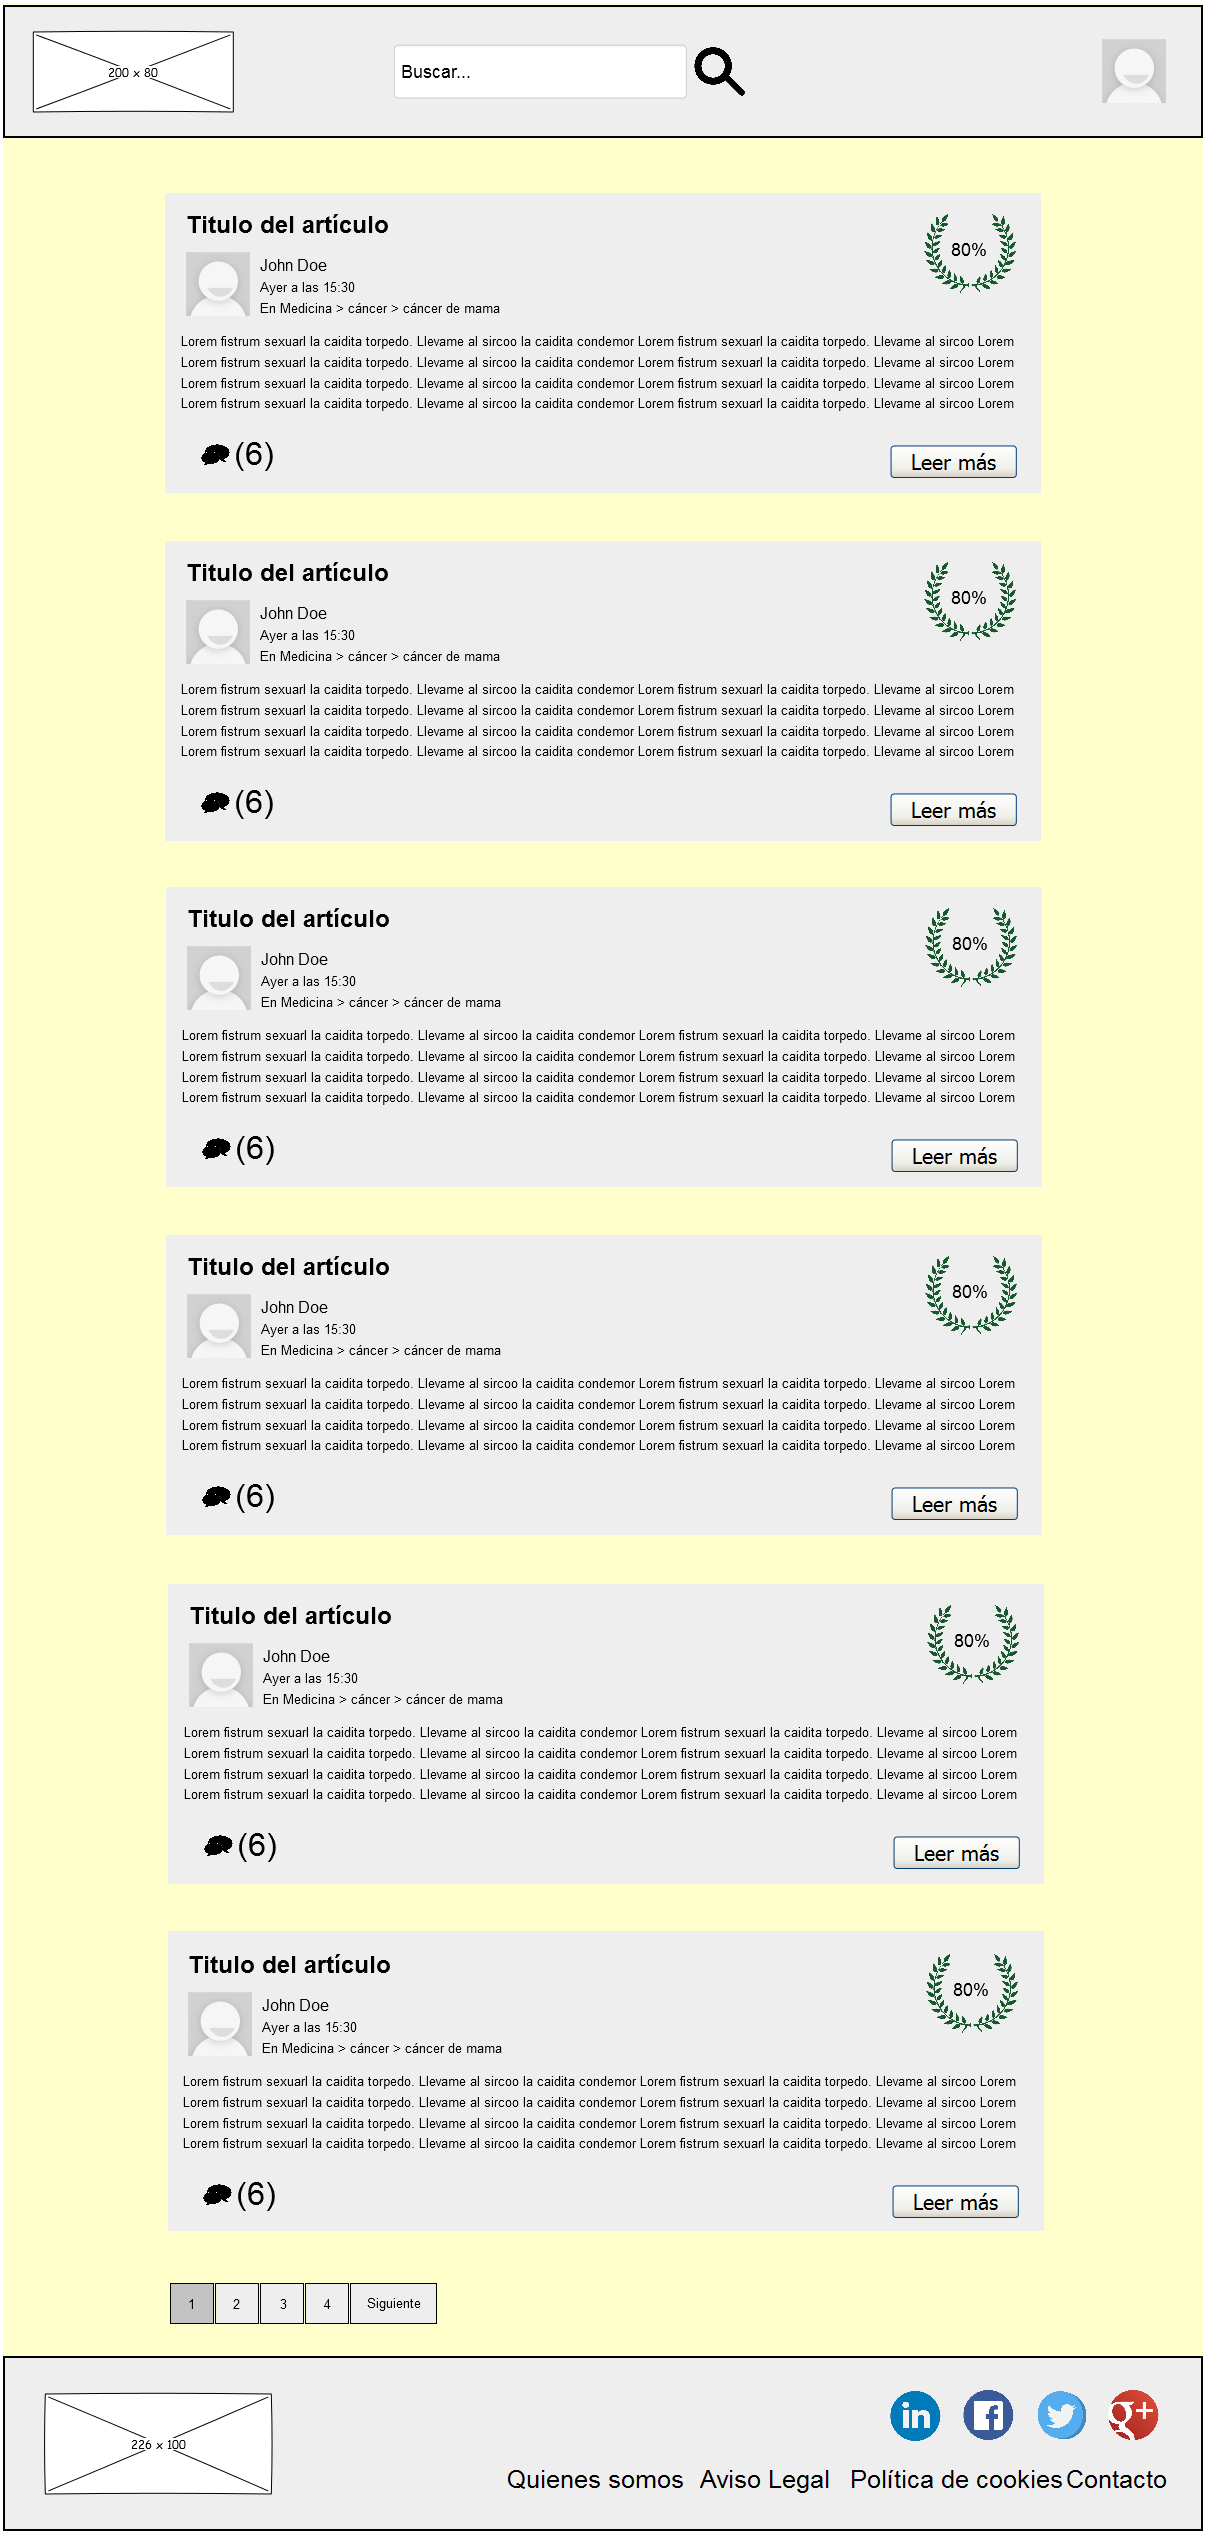 200 x 80
Buscar...
Titulo del artículo
80%
John Doe
Ayer a las 15:30
En Medicina > cáncer > cáncer de mama
Lorem fistrum sexuarl la caidita torpedo. Llevame al sircoo la caidita condemor Lorem fistrum sexuarl la caidita torpedo. Llevame al sircoo Lorem
Lorem fistrum sexuarl la caidita torpedo. Llevame al sircoo la caidita condemor Lorem fistrum sexuarl la caidita torpedo. Llevame al sircoo Lorem
Lorem fistrum sexuarl la caidita torpedo. Llevame al sircoo la caidita condemor Lorem fistrum sexuarl la caidita torpedo. Llevame al sircoo Lorem
Lorem fistrum sexuarl la caidita torpedo. Llevame al sircoo la caidita condemor Lorem fistrum sexuarl la caidita torpedo. Llevame al sircoo Lorem
(6)
Leer más
Titulo del artículo
80%
John Doe
Ayer a las 15:30
En Medicina > cáncer > cáncer de mama
Lorem fistrum sexuarl la caidita torpedo. Llevame al sircoo la caidita condemor Lorem fistrum sexuarl la caidita torpedo. Llevame al sircoo Lorem
Lorem fistrum sexuarl la caidita torpedo. Llevame al sircoo la caidita condemor Lorem fistrum sexuarl la caidita torpedo. Llevame al sircoo Lorem
Lorem fistrum sexuarl la caidita torpedo. Llevame al sircoo la caidita condemor Lorem fistrum sexuarl la caidita torpedo. Llevame al sircoo Lorem
Lorem fistrum sexuarl la caidita torpedo. Llevame al sircoo la caidita condemor Lorem fistrum sexuarl la caidita torpedo. Llevame al sircoo Lorem
(6)
Leer más
Titulo del artículo
80%
John Doe
Ayer a las 15:30
En Medicina > cáncer > cáncer de mama
Lorem fistrum sexuarl la caidita torpedo. Llevame al sircoo la caidita condemor Lorem fistrum sexuarl la caidita torpedo. Llevame al sircoo Lorem
Lorem fistrum sexuarl la caidita torpedo. Llevame al sircoo la caidita condemor Lorem fistrum sexuarl la caidita torpedo. Llevame al sircoo Lorem
Lorem fistrum sexuarl la caidita torpedo. Llevame al sircoo la caidita condemor Lorem fistrum sexuarl la caidita torpedo. Llevame al sircoo Lorem
Lorem fistrum sexuarl la caidita torpedo. Llevame al sircoo la caidita condemor Lorem fistrum sexuarl la caidita torpedo. Llevame al sircoo Lorem
(6)
Leer más
Titulo del artículo
80%
John Doe
Ayer a las 15:30
En Medicina > cáncer > cáncer de mama
Lorem fistrum sexuarl la caidita torpedo. Llevame al sircoo la caidita condemor Lorem fistrum sexuarl la caidita torpedo. Llevame al sircoo Lorem
Lorem fistrum sexuarl la caidita torpedo. Llevame al sircoo la caidita condemor Lorem fistrum sexuarl la caidita torpedo. Llevame al sircoo Lorem
Lorem fistrum sexuarl la caidita torpedo. Llevame al sircoo la caidita condemor Lorem fistrum sexuarl la caidita torpedo. Llevame al sircoo Lorem
Lorem fistrum sexuarl la caidita torpedo. Llevame al sircoo la caidita condemor Lorem fistrum sexuarl la caidita torpedo. Llevame al sircoo Lorem
(6)
Leer más
Titulo del artículo
80%
John Doe
Ayer a las 15:30
En Medicina > cáncer > cáncer de mama
Lorem fistrum sexuarl la caidita torpedo. Llevame al sircoo la caidita condemor Lorem fistrum sexuarl la caidita torpedo. Llevame al sircoo Lorem
Lorem fistrum sexuarl la caidita torpedo. Llevame al sircoo la caidita condemor Lorem fistrum sexuarl la caidita torpedo. Llevame al sircoo Lorem
Lorem fistrum sexuarl la caidita torpedo. Llevame al sircoo la caidita condemor Lorem fistrum sexuarl la caidita torpedo. Llevame al sircoo Lorem
Lorem fistrum sexuarl la caidita torpedo. Llevame al sircoo la caidita condemor Lorem fistrum sexuarl la caidita torpedo. Llevame al sircoo Lorem
(6)
Leer más
Titulo del artículo
80%
John Doe
Ayer a las 15:30
En Medicina > cáncer > cáncer de mama
Lorem fistrum sexuarl la caidita torpedo. Llevame al sircoo la caidita condemor Lorem fistrum sexuarl la caidita torpedo. Llevame al sircoo Lorem
Lorem fistrum sexuarl la caidita torpedo. Llevame al sircoo la caidita condemor Lorem fistrum sexuarl la caidita torpedo. Llevame al sircoo Lorem
Lorem fistrum sexuarl la caidita torpedo. Llevame al sircoo la caidita condemor Lorem fistrum sexuarl la caidita torpedo. Llevame al sircoo Lorem
Lorem fistrum sexuarl la caidita torpedo. Llevame al sircoo la caidita condemor Lorem fistrum sexuarl la caidita torpedo. Llevame al sircoo Lorem
(6)
Leer más
1 2 3 4 Siguiente
226 x 100
in f g+
Quienes somos Aviso Legal Política de cookies Contacto